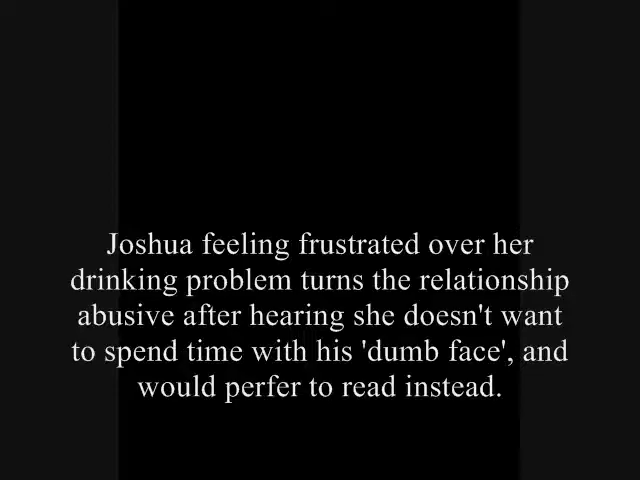 Joshua feeling frustrated over her
drinking problem turns the relationship
abusive after hearing she doesn't want
to spend time with his 'dumb face', and
would perfer to read instead.